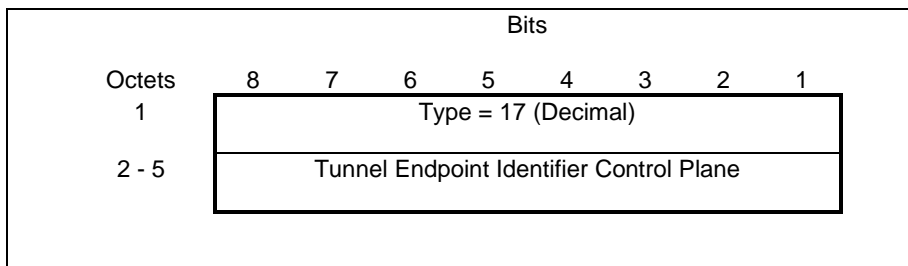 Bits
Octets 8 7 6 5 4 3 2 1
1 Type = 17 (Decimal)
2 - 5 Tunnel Endpoint Identifier Control Plane